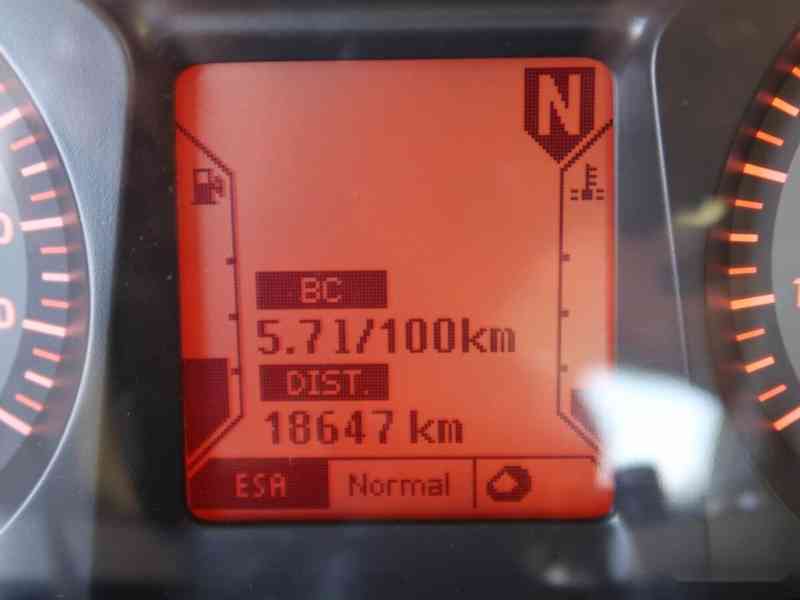 N
BC
5.7l/100km
DIST.
18647 km
ESA Normal